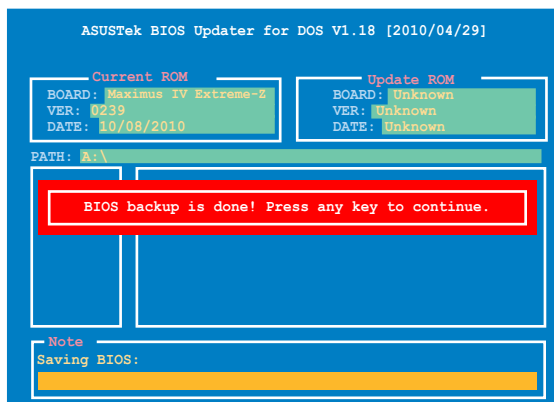 ASUSTek BIOS Updater for DOS V1.18 [2010/04/29]
Current ROM
BOARD: Maximus IV Extreme-Z
VER: 0239
DATE: 10/08/2010
Update ROM
BOARD: Unknown
VER: Unknown
DATE: Unknown
PATH: A:\
BIOS backup is done! Press any key to continue.
Note
Saving BIOS: